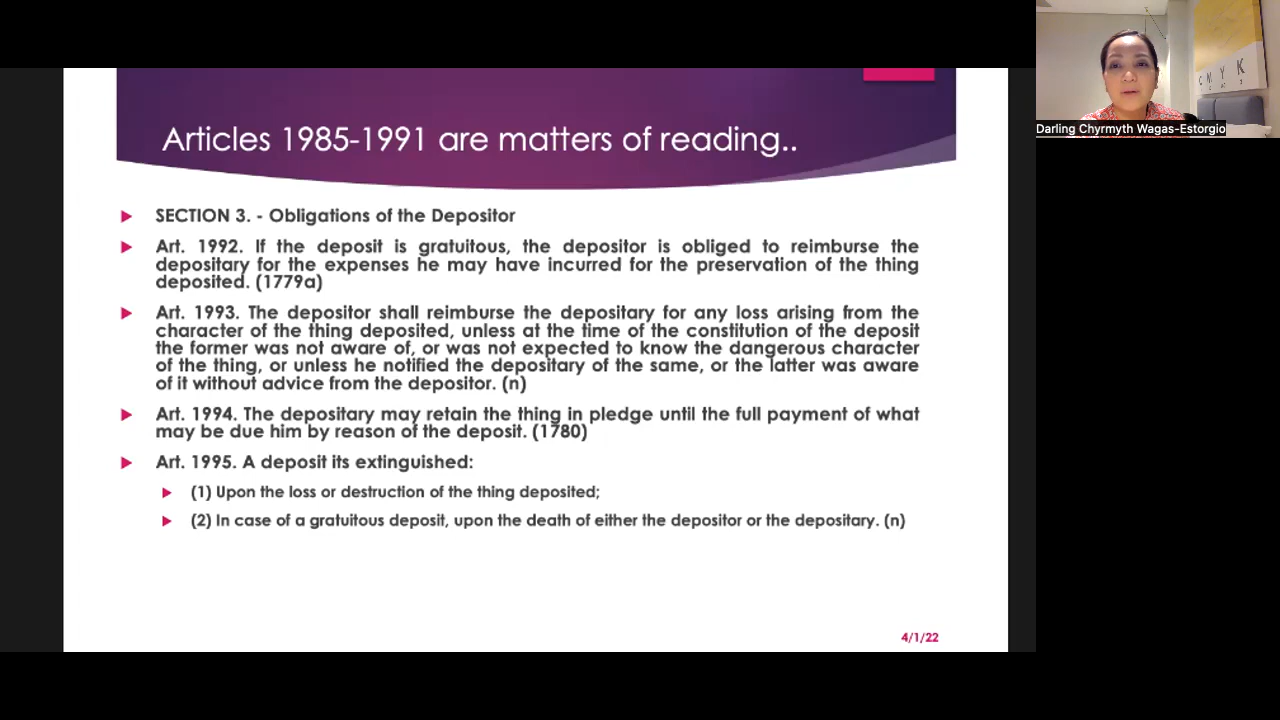 Articles 1985-1991 are matters of reading..
SECTION 3. - Obligations of the Depositor
Art. 1992. If the deposit is gratuitous, the depositor is obliged to reimburse the
depositary for the expenses he may have incurred for the preservation of the thing
deposited. (1779a)
Art. 1993. The depositor shall reimburse the depositary for any loss arising from the
character of the thing deposited, unless at the time of the constitution of the deposit
the former was not aware of, or was not expected to know the dangerous character
of the thing, or unless he notified the depositary of the same, or the latter was aware
of it without advice from the depositor. (n)
Art. 1994. The depositary may retain the thing in pledge until the full payment of what
may be due him by reason of the deposit. (1780)
Art. 1995. A deposit its extinguished:
(1) Upon the loss or destruction of the thing deposited;
(2) In case of a gratuitous deposit, upon the death of either the depositor or the depositary. (n)
4/1/22
C M Y K
Darling Chyrmyth Wagas-Estorgio